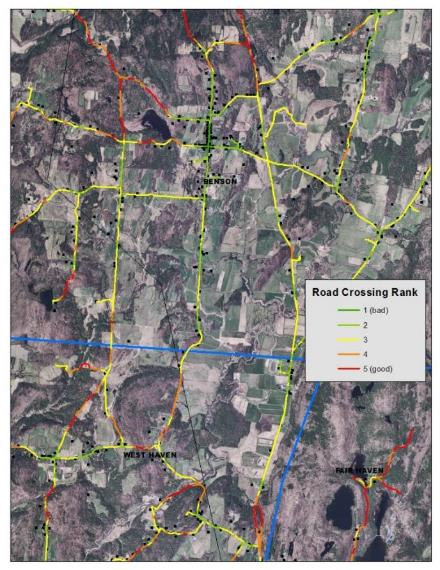 BENSON
Road Crossing Rank
1 (bad)
2
3
4
5 (good)
WEST HAVEN
FAIR HAVEN